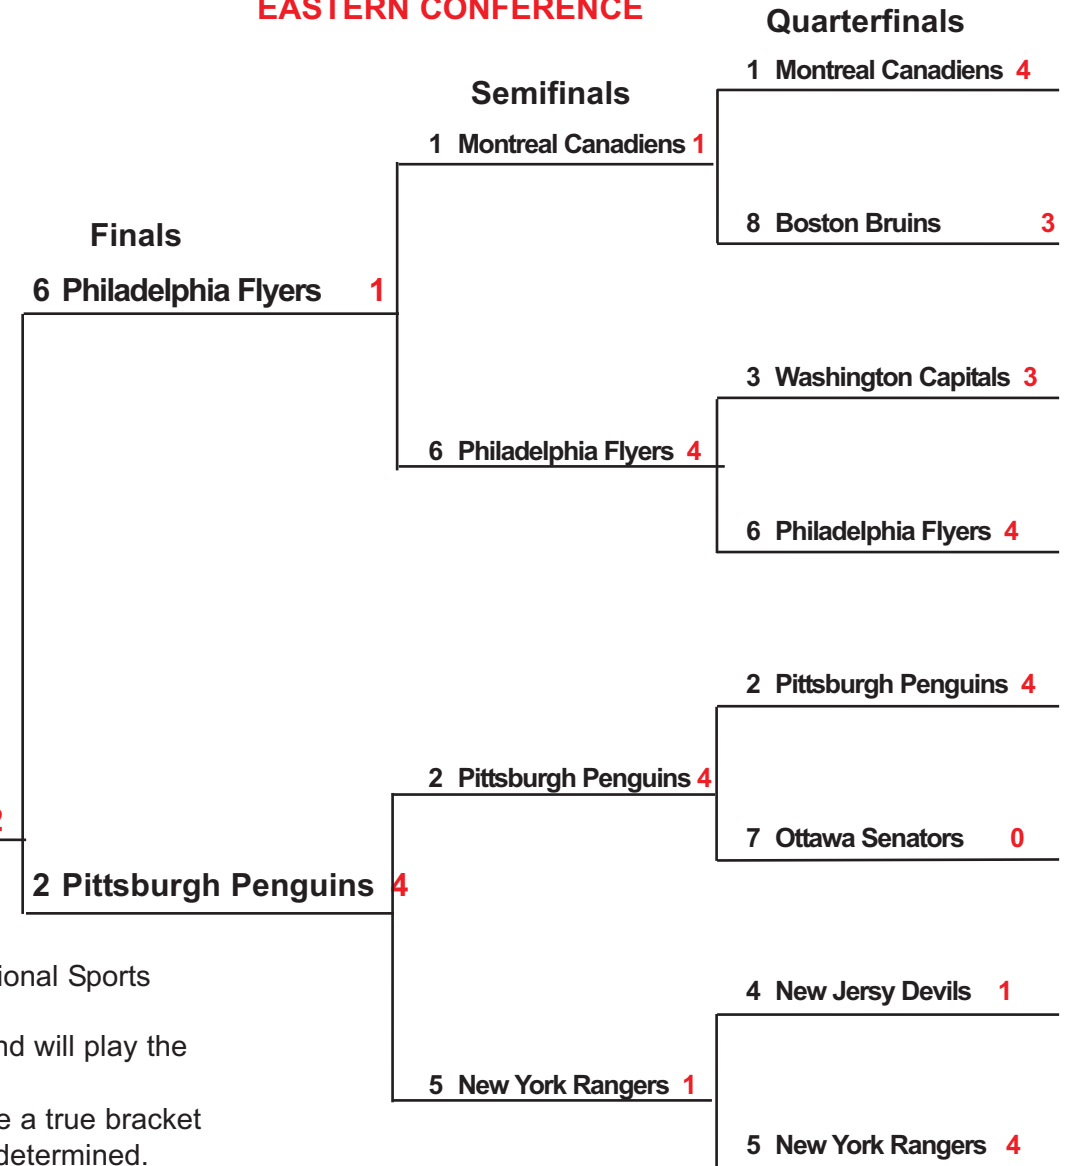 EASTERN CONFERENCE
Quarterfinals
1 Montreal Canadiens 4
Semifinals
1 Montreal Canadiens 1
8 Boston Bruins 3
Finals
6 Philadelphia Flyers 1
3 Washington Capitals 3
6 Philadelphia Flyers 4
6 Philadelphia Flyers 4
2 Pittsburgh Penguins 4
2 Pittsburgh Penguins 4
2
7 Ottawa Senators 0
2 Pittsburgh Penguins 4
ional Sports
4 New Jersy Devils 1
nd will play the
5 New York Rangers 1
e a true bracket
5 New York Rangers 4
determined.